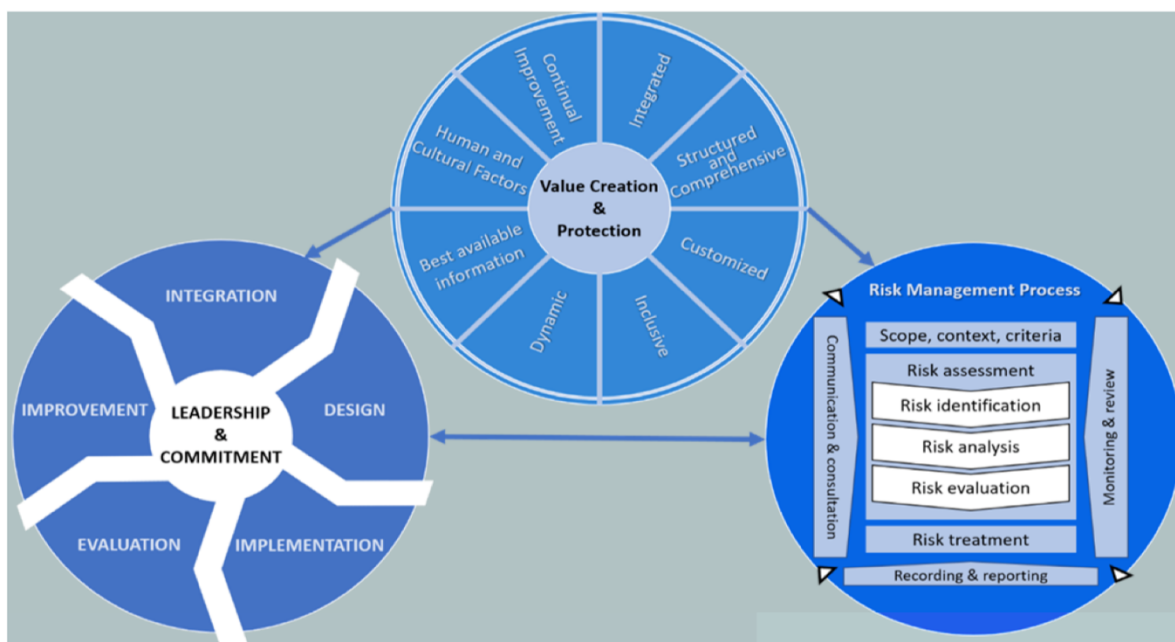 Continual
Improvement
Integrated
Human and
Cultural Factors
Structured
and
Comprehensive
Value Creation
&
Protection
Best available
information
Customized
Dynamic
Inclusive
INTEGRATION
IMPROVEMENT
LEADERSHIP
&
COMMITMENT
DESIGN
EVALUATION
IMPLEMENTATION
Risk Management Process
Scope, context, criteria
Communication & consultation
Risk assessment
Risk identification
Risk analysis
Risk evaluation
Monitoring & review
Risk treatment
Recording & reporting